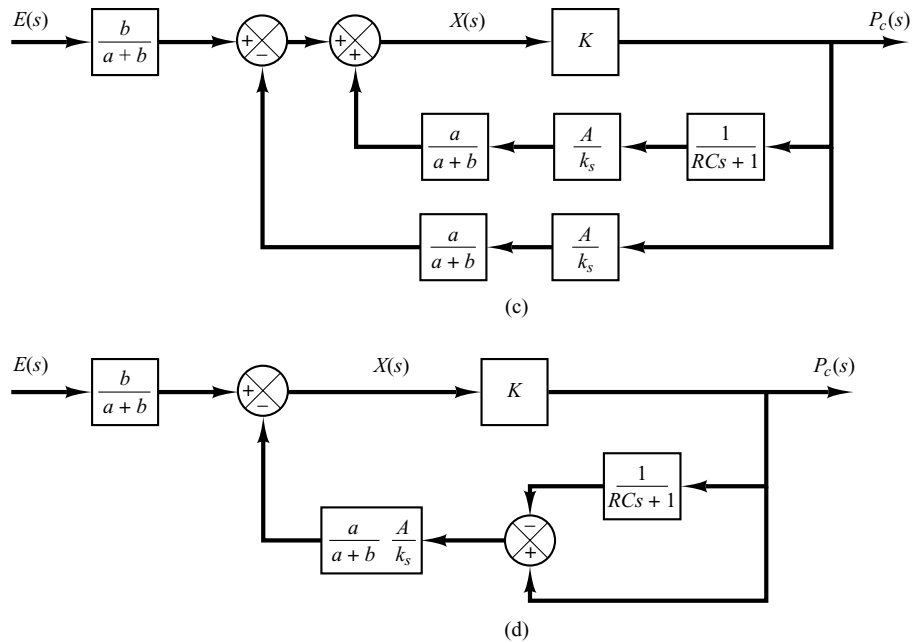 E(s) b/(a + b) + − + + X(s) K P_c(s)
a/(a + b) A/k_s 1/(RCs + 1)
a/(a + b) A/k_s
(c)
E(s) b/(a + b) + − X(s) K P_c(s)
1/(RCs + 1)
a/(a + b) A/k_s − +
(d)